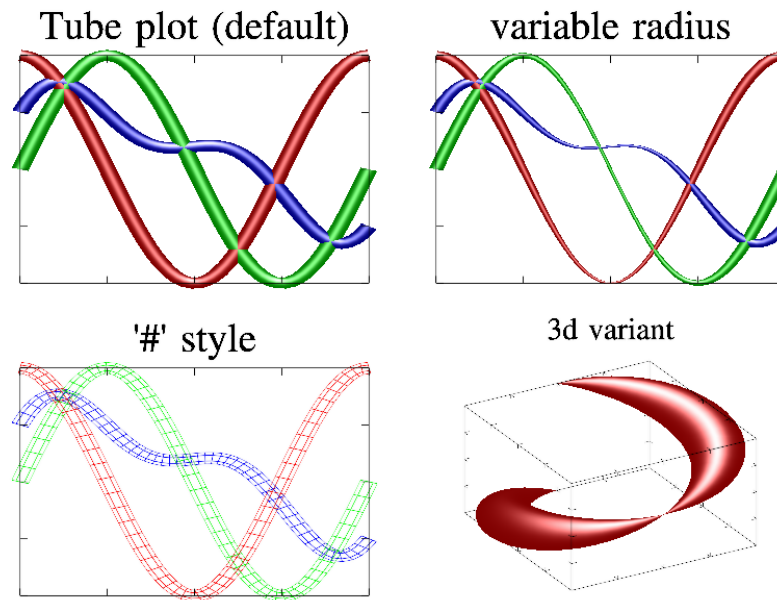 Tube plot (default)
variable radius
'#' style
3d variant